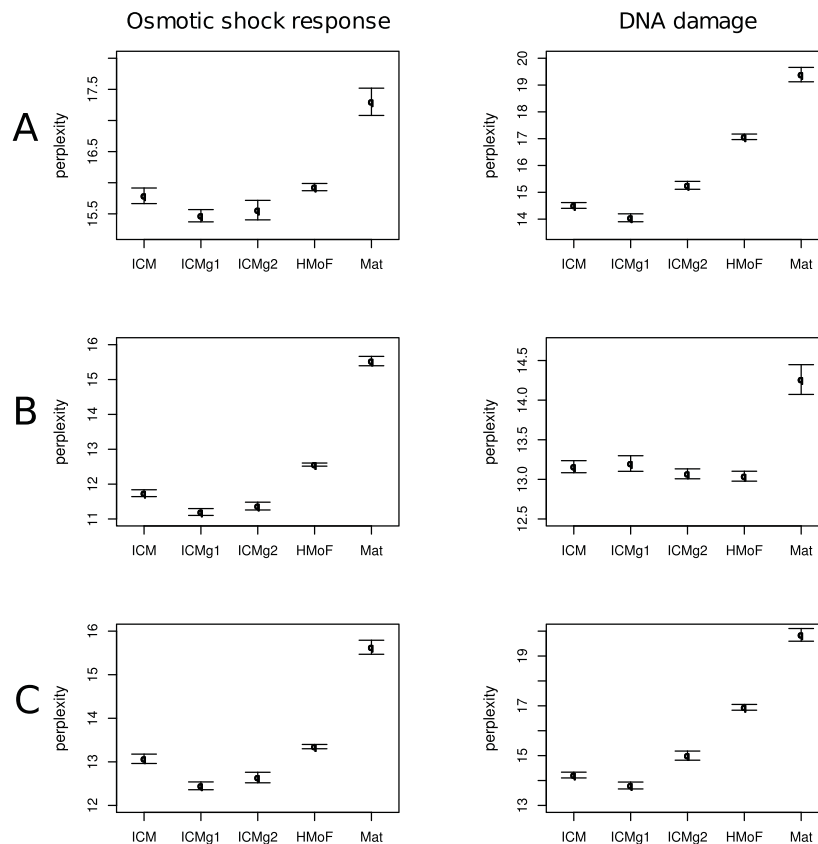 Osmotic shock response
DNA damage
A
perplexity
17.5
16.5
15.5
ICM ICMg1 ICMg2 HMoF Mat
perplexity
20
19
18
17
16
15
14
ICM ICMg1 ICMg2 HMoF Mat
B
perplexity
16
15
14
13
12
11
ICM ICMg1 ICMg2 HMoF Mat
perplexity
14.5
14.0
13.5
13.0
12.5
ICM ICMg1 ICMg2 HMoF Mat
C
perplexity
16
15
14
13
12
ICM ICMg1 ICMg2 HMoF Mat
perplexity
19
17
15
13
ICM ICMg1 ICMg2 HMoF Mat